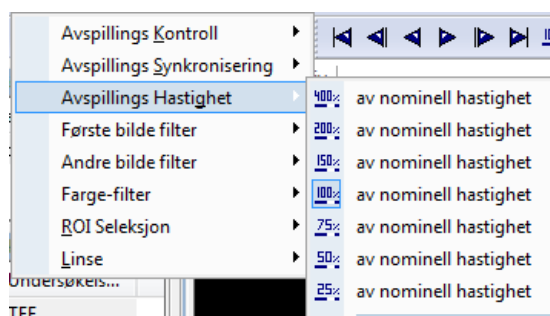 Avspillings Kontroll
Avspillings Synkronisering
Avspillings Hastighet
Første bilde filter
Andre bilde filter
Farge-filter
ROI Seleksjon
Linse
400% av nominell hastighet
200% av nominell hastighet
150% av nominell hastighet
100% av nominell hastighet
75% av nominell hastighet
50% av nominell hastighet
25% av nominell hastighet
Undersøkels...
TEE